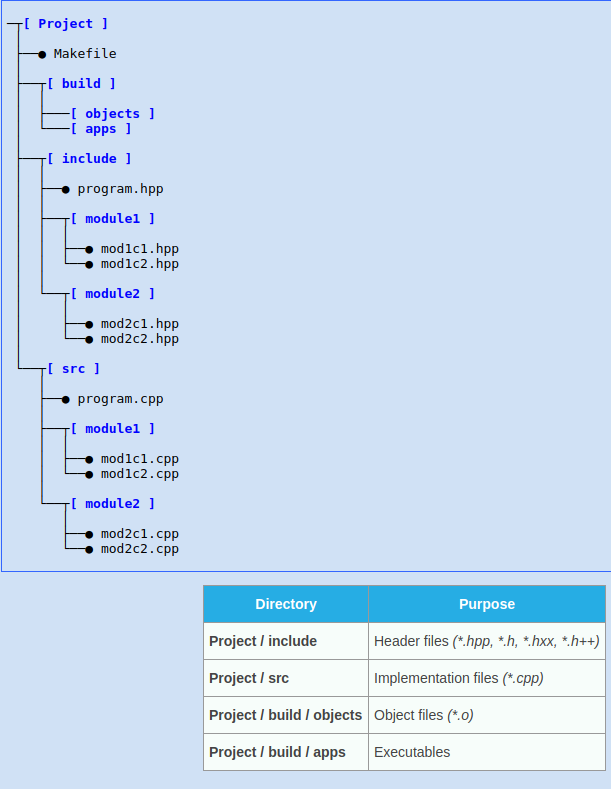 [ Project ]
Makefile
[ build ]
[ objects ]
[ apps ]
[ include ]
program.hpp
[ module1 ]
mod1c1.hpp
mod1c2.hpp
[ module2 ]
mod2c1.hpp
mod2c2.hpp
[ src ]
program.cpp
[ module1 ]
mod1c1.cpp
mod1c2.cpp
[ module2 ]
mod2c1.cpp
mod2c2.cpp
Directory Purpose
Project / include Header files (*.hpp, *.h, *.hxx, *.h++)
Project / src Implementation files (*.cpp)
Project / build / objects Object files (*.o)
Project / build / apps Executables